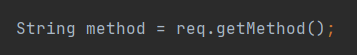 String method = req.getMethod();